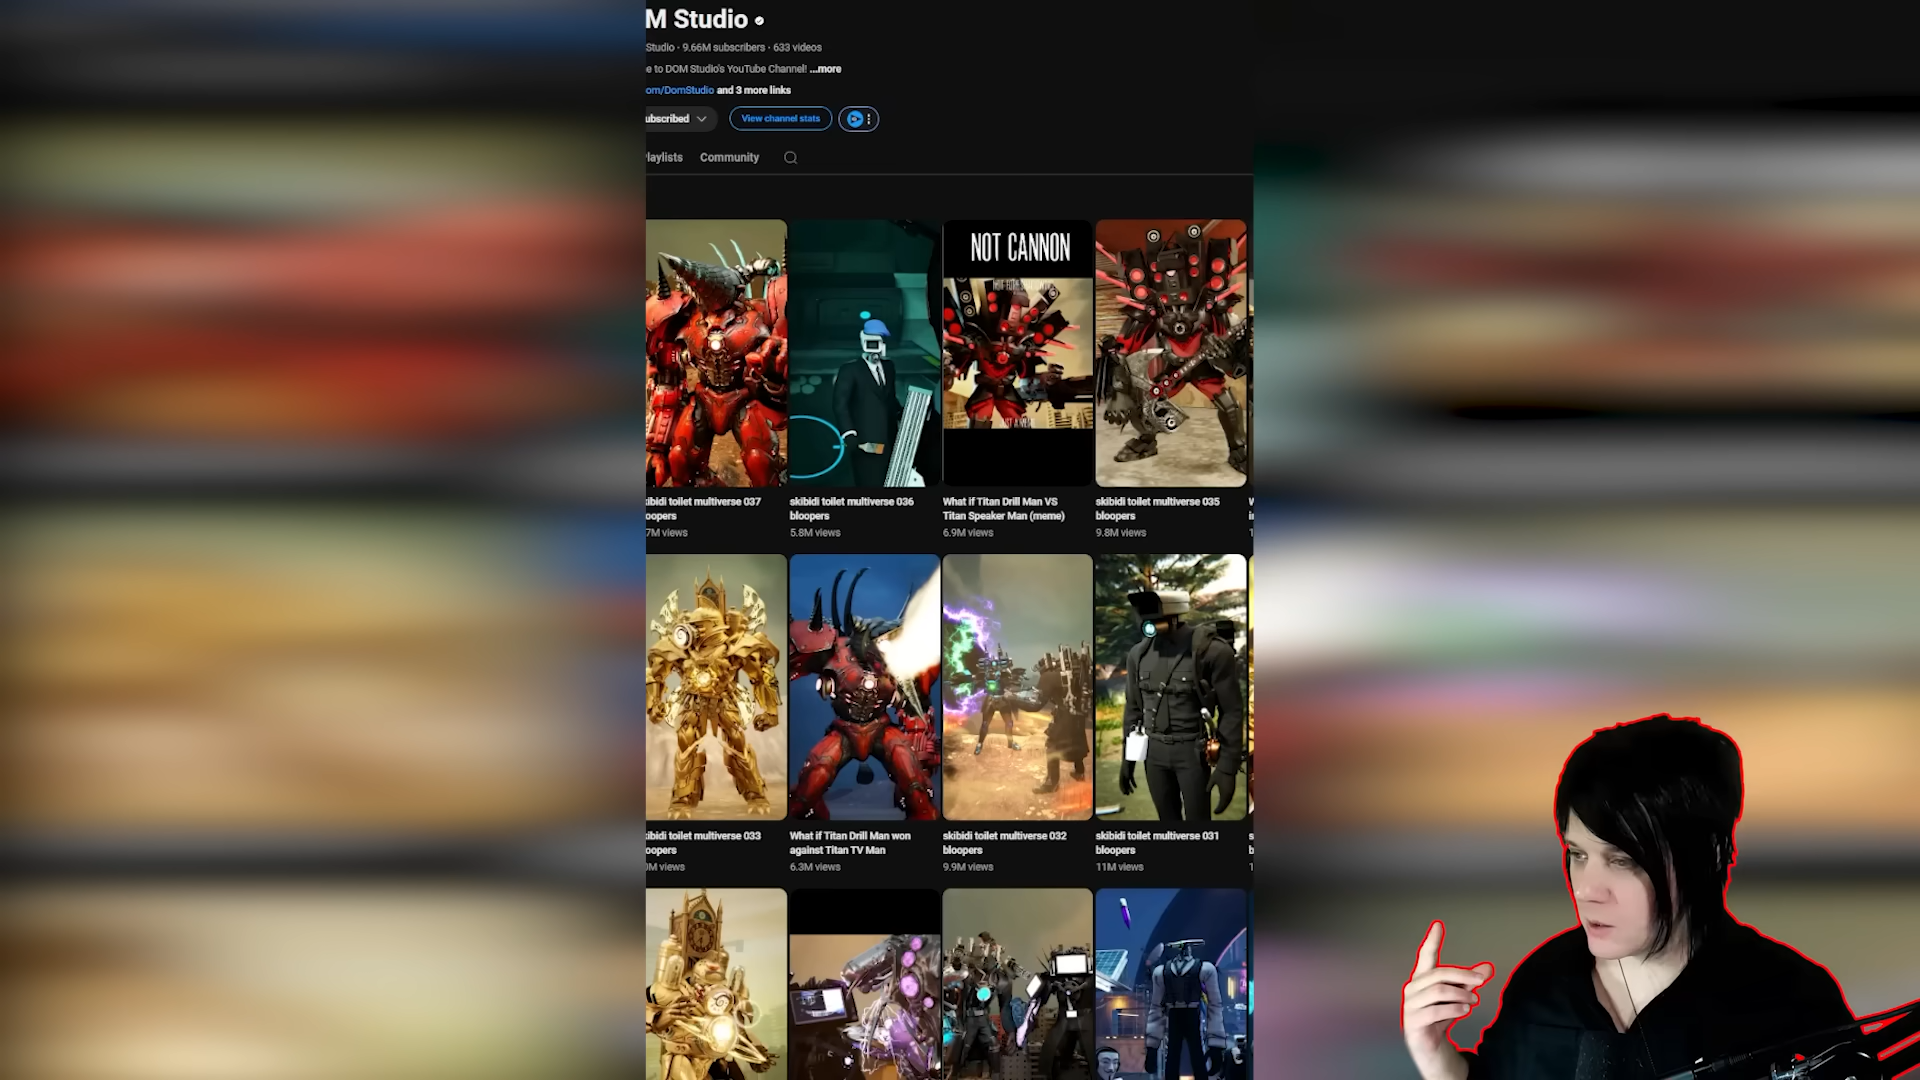 M Studio
Studio · 9.66M subscribers · 633 videos
e to DOM Studio's YouTube Channel! ...more
om/DomStudio and 3 more links
ubscribed
View channel stats
laylists Community
NOT CANNON
ibidi toilet multiverse 037
oopers
7M views
skibidi toilet multiverse 036
bloopers
5.8M views
What if Titan Drill Man VS
Titan Speaker Man (meme)
6.9M views
skibidi toilet multiverse 035
bloopers
9.8M views
ibidi toilet multiverse 033
oopers
M views
What if Titan Drill Man won
against Titan TV Man
6.3M views
skibidi toilet multiverse 032
bloopers
9.9M views
skibidi toilet multiverse 031
bloopers
11M views